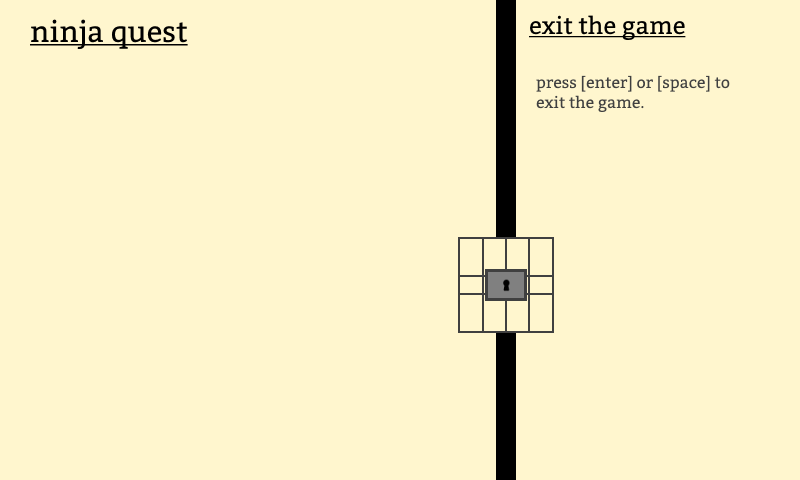 ninja quest
exit the game
press [enter] or [space] to
exit the game.